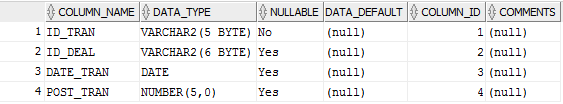 COLUMN_NAME DATA_TYPE NULLABLE DATA_DEFAULT COLUMN_ID COMMENTS
1 ID_TRAN VARCHAR2(5 BYTE) No (null) 1 (null)
2 ID_DEAL VARCHAR2(6 BYTE) Yes (null) 2 (null)
3 DATE_TRAN DATE Yes (null) 3 (null)
4 POST_TRAN NUMBER(5,0) Yes (null) 4 (null)